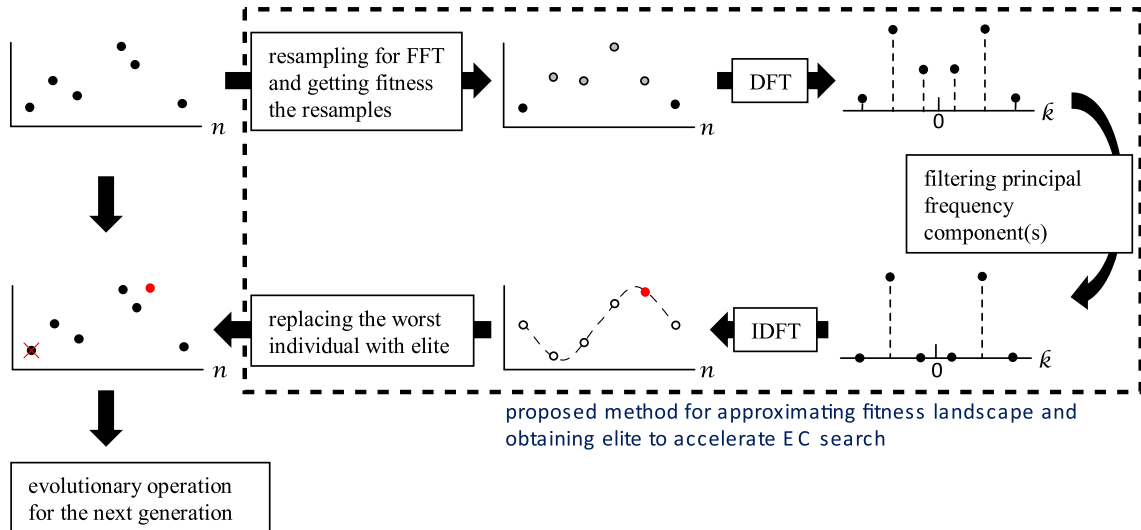 resampling for FFT
and getting fitness
the resamples
n
n
DFT
0
k
filtering principal
frequency
component(s)
replacing the worst
individual with elite
n
n
IDFT
0
k
proposed method for approximating fitness landscape and
obtaining elite to accelerate EC search
evolutionary operation
for the next generation